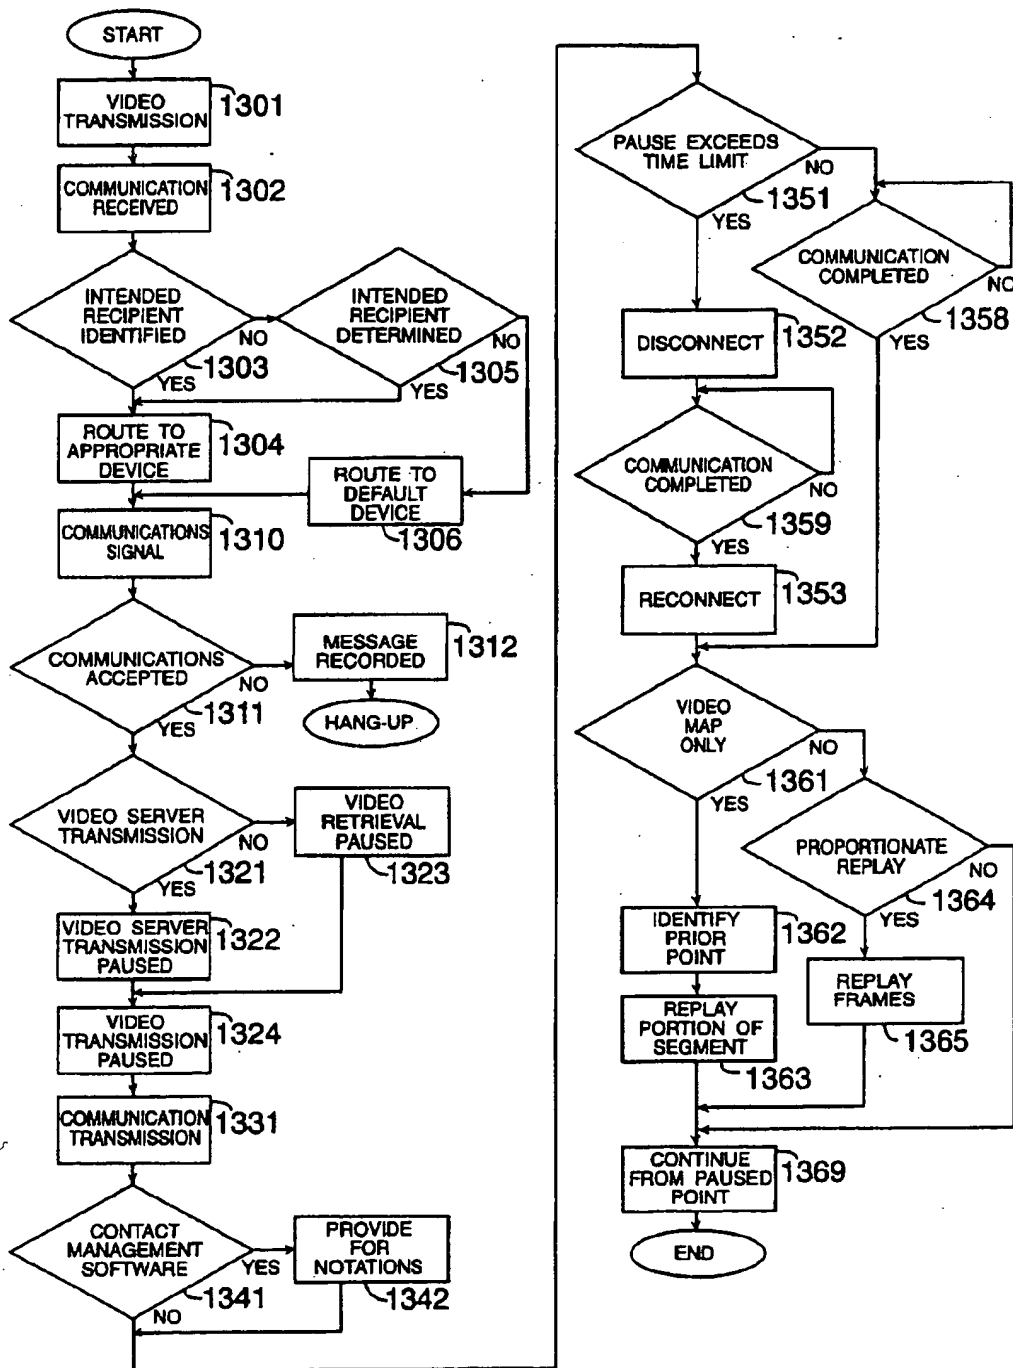 START
VIDEO
TRANSMISSION
1301
COMMUNICATION
RECEIVED
1302
INTENDED
RECIPIENT
IDENTIFIED
NO
1303
YES
INTENDED
RECIPIENT
DETERMINED
NO
1305
YES
ROUTE TO
APPROPRIATE
DEVICE
1304
ROUTE TO
DEFAULT
DEVICE
1306
COMMUNICATIONS
SIGNAL
1310
COMMUNICATIONS
ACCEPTED
NO
1311
YES
MESSAGE
RECORDED
1312
HANG-UP
VIDEO SERVER
TRANSMISSION
NO
1321
YES
VIDEO
RETRIEVAL
PAUSED
1323
VIDEO SERVER
TRANSMISSION
PAUSED
1322
VIDEO
TRANSMISSION
PAUSED
1324
COMMUNICATION
TRANSMISSION
1331
CONTACT
MANAGEMENT
SOFTWARE
YES
1341
NO
PROVIDE
FOR
NOTATIONS
1342
PAUSE EXCEEDS
TIME LIMIT
NO
1351
YES
COMMUNICATION
COMPLETED
NO
1358
YES
DISCONNECT
1352
COMMUNICATION
COMPLETED
NO
1359
YES
RECONNECT
1353
VIDEO
MAP
ONLY
NO
1361
YES
PROPORTIONATE
REPLAY
NO
1364
YES
IDENTIFY
PRIOR
POINT
1362
REPLAY
FRAMES
1365
REPLAY
PORTION OF
SEGMENT
1363
CONTINUE
FROM PAUSED
POINT
1369
END